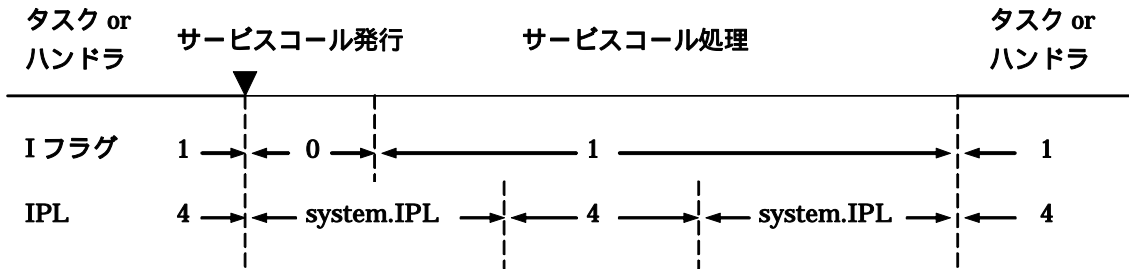 タスク or ハンドラ
サービスコール発行
サービスコール処理
タスク or ハンドラ
I フラグ 1 0 1 1
IPL 4 system.IPL 4 system.IPL 4